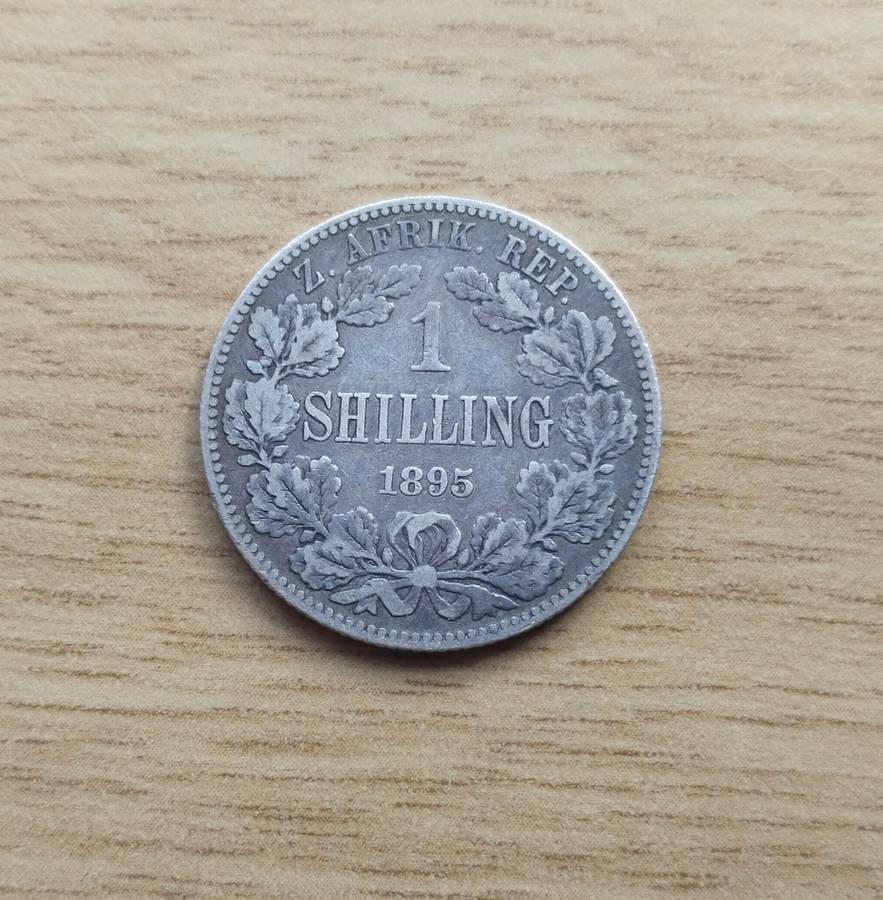 Z. AFRIK. REP.
1
SHILLING
1895